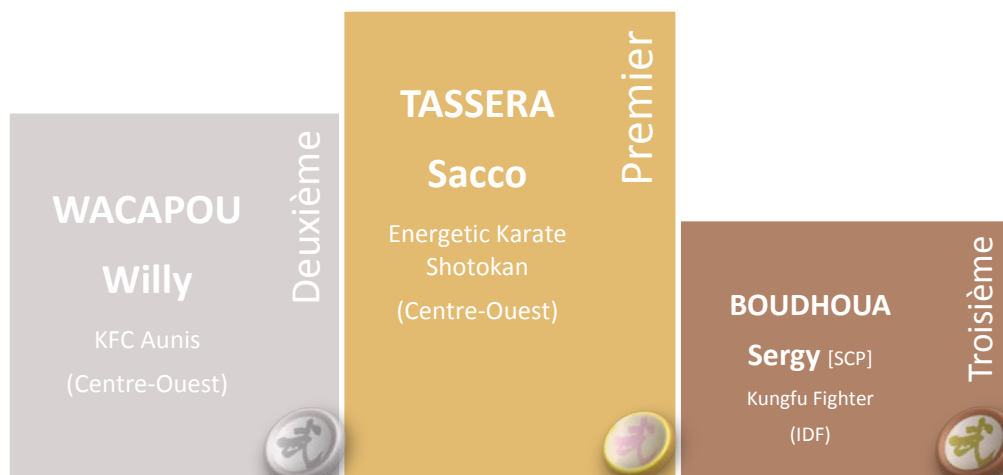 Deuxième
WACAPOU
Willy
KFC Aunis
(Centre-Ouest)
Premier
TASSERA
Sacco
Energetic Karate
Shotokan
(Centre-Ouest)
Troisième
BOUDHOUA
Sergy [SCP]
Kungfu Fighter
(IDF)